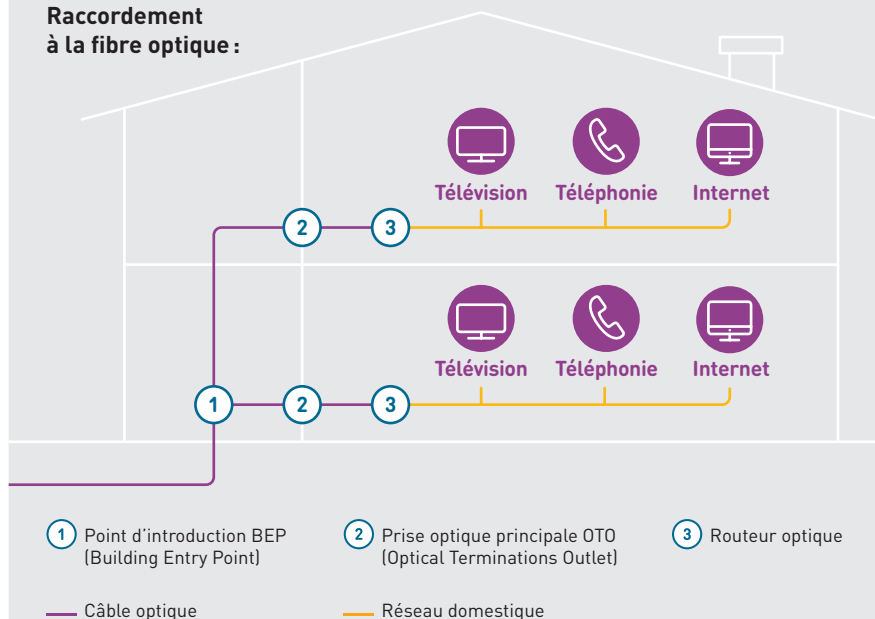 Raccordement
à la fibre optique :
Télévision Téléphonie Internet
2 3
Télévision Téléphonie Internet
1 2 3
1 Point d’introduction BEP
(Building Entry Point)
2 Prise optique principale OTO
(Optical Terminations Outlet)
3 Routeur optique
Câble optique
Réseau domestique